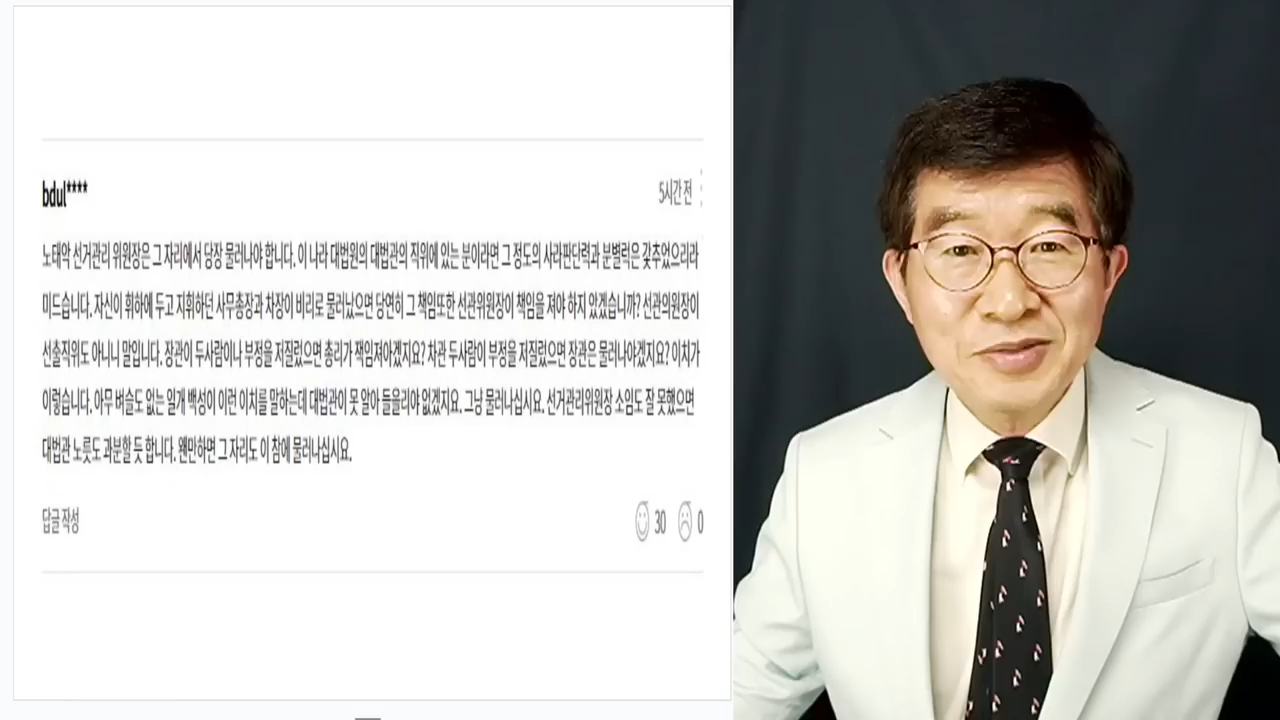 bdul****
5시간 전
노태악 선거관리 위원장은 그 자리에서 당장 물러나야 합니다. 이 나라 대법원의 대법관의 직위에 있는 분이라면 그 정도의 사라판단력과 분별력은 갖추었으리라
미드습니다. 자신이 휘하에 두고 지휘하던 사무총장과 차장이 비리로 물러났으면 당연히 그 책임또한 선관위원장이 책임을 져야 하지 않겠습니까? 선관의원장이
선출직위도 아니니 말입니다. 장관이 두사람이나 부정을 저질렀으면 총리가 책임져야겠지요? 차관 두사람이 부정을 저질렀으면 장관은 물러나야겠지요? 이치가
이렇습니다. 아무 벼슬도 없는 일개 백성이 이런 이치를 말하는데 대법관이 못 알아 들을리야 없겠지요. 그냥 물러나십시요. 선거관리위원장 소임도 잘 못했으면
대법관 노릇도 과분할 듯 합니다. 웬만하면 그 자리도 이 참에 물러나십시요.
답글 작성
30 0